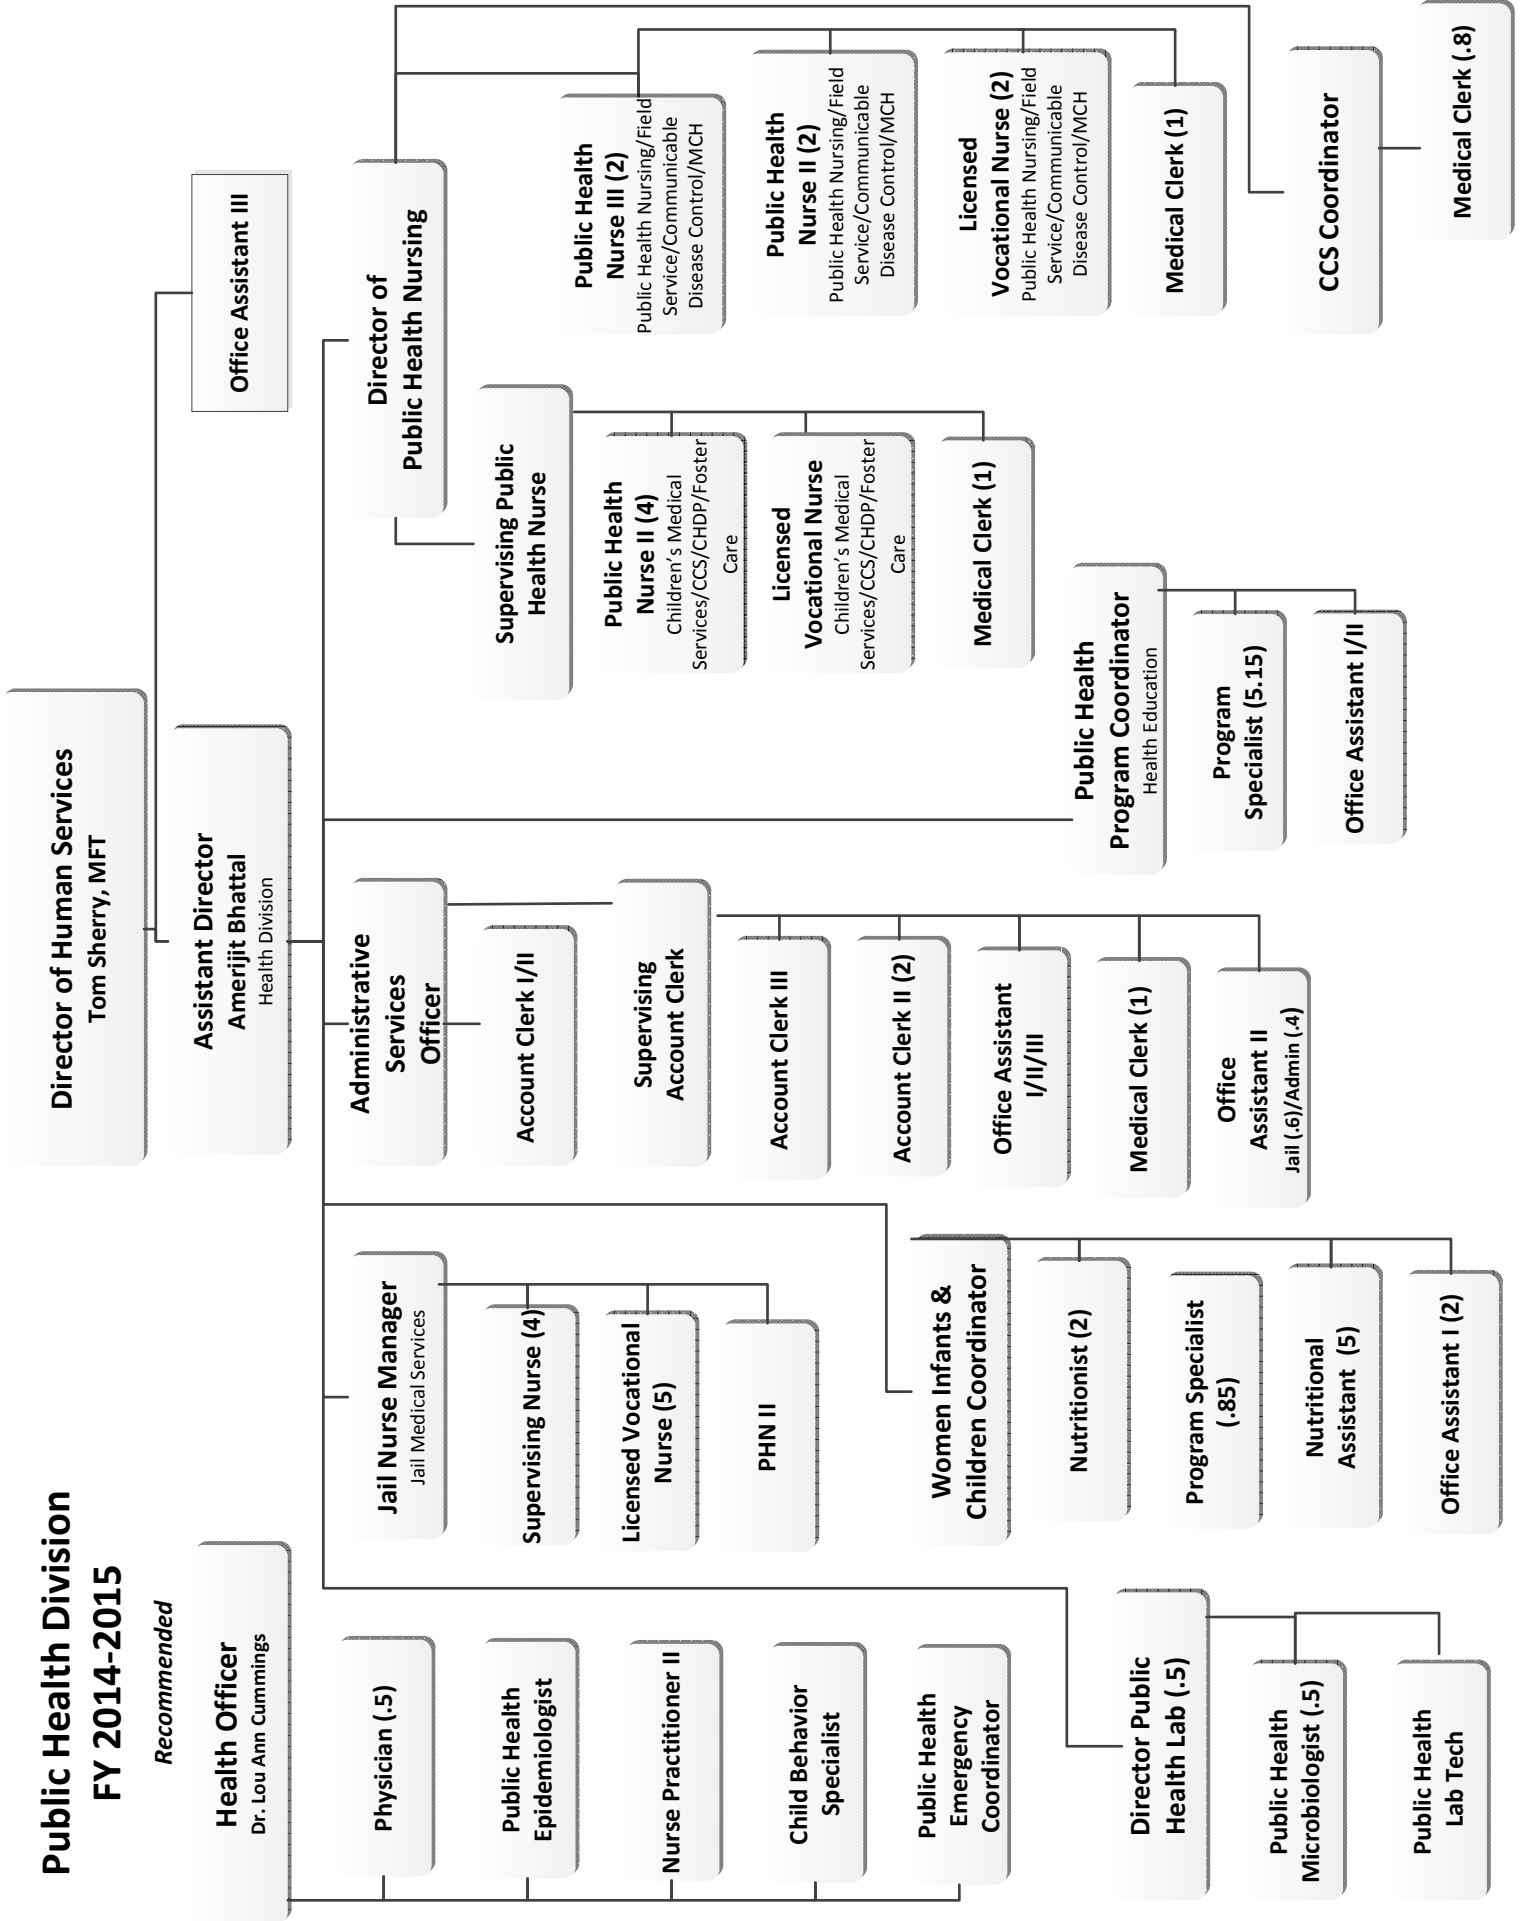 Public Health Division
FY 2014-2015
Recommended
Director of Human Services
Tom Sherry, MFT
Assistant Director
Amerijit Bhattal
Health Division
Office Assistant III
Health Officer
Dr. Lou Ann Cummings
Physician (.5)
Public Health
Epidemiologist
Nurse Practitioner II
Child Behavior
Specialist
Public Health
Emergency
Coordinator
Director Public
Health Lab (.5)
Public Health
Microbiologist (.5)
Public Health
Lab Tech
Jail Nurse Manager
Jail Medical Services
Supervising Nurse (4)
Licensed Vocational
Nurse (5)
PHN II
Women Infants &
Children Coordinator
Nutritionist (2)
Program Specialist
(.85)
Nutritional
Assistant (5)
Office Assistant I (2)
Administrative
Services
Officer
Account Clerk I/II
Supervising
Account Clerk
Account Clerk III
Account Clerk II (2)
Office Assistant
I/II/III
Medical Clerk (1)
Office
Assistant II
Jail (.6)/Admin (.4)
Public Health
Program Coordinator
Health Education
Program
Specialist (5.15)
Office Assistant I/II
Director of
Public Health Nursing
Supervising Public
Health Nurse
Public Health
Nurse II (4)
Children’s Medical
Services/CCS/CHDP/Foster
Care
Licensed
Vocational Nurse
Children’s Medical
Services/CCS/CHDP/Foster
Care
Medical Clerk (1)
Public Health
Nurse III (2)
Public Health Nursing/Field
Service/Communicable
Disease Control/MCH
Public Health
Nurse II (2)
Public Health Nursing/Field
Service/Communicable
Disease Control/MCH
Licensed
Vocational Nurse (2)
Public Health Nursing/Field
Service/Communicable
Disease Control/MCH
Medical Clerk (1)
CCS Coordinator
Medical Clerk (.8)